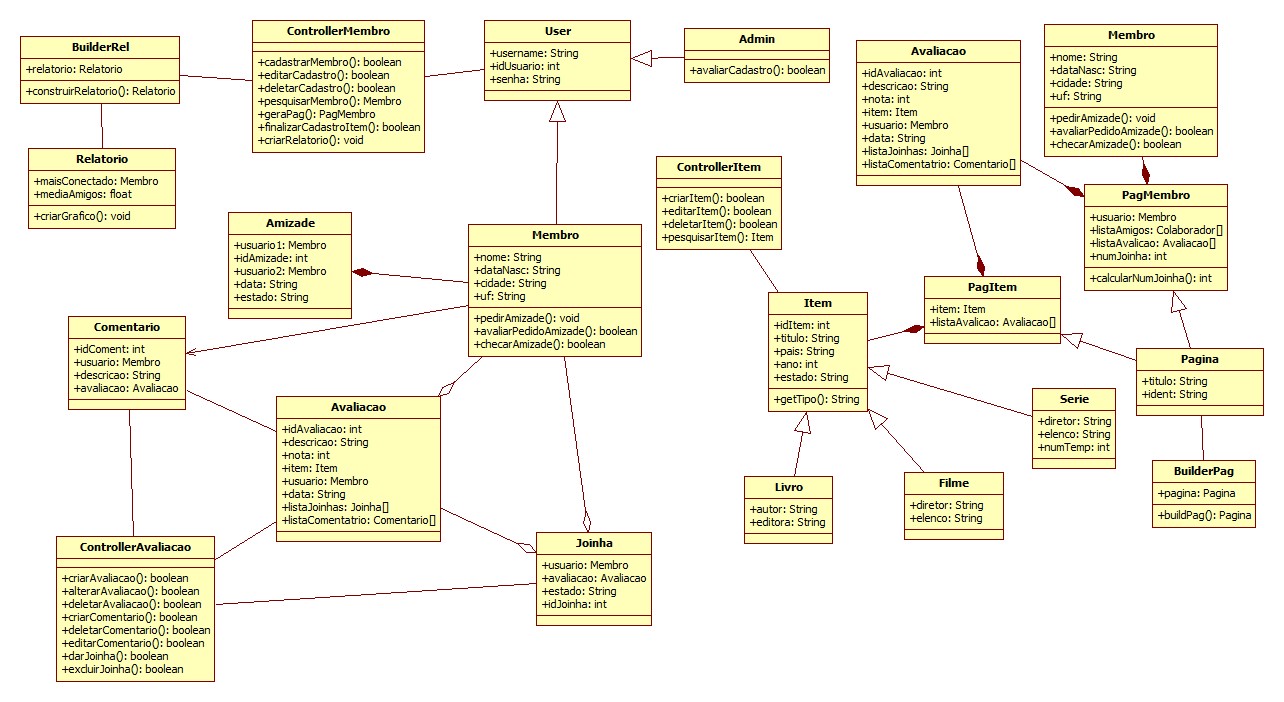 BuilderRel
+relatorio: Relatorio
+construirRelatorio(): Relatorio
ControllerMembro
+cadastrarMembro(): boolean
+editarCadastro(): boolean
+deletarCadastro(): boolean
+pesquisarMembro(): Membro
+geraPag(): PagMembro
+finalizarCadastroItem(): boolean
+criarRelatorio(): void
User
+username: String
+idUsuario: int
+senha: String
Admin
+avaliarCadastro(): boolean
Avaliacao
+idAvaliacao: int
+descricao: String
+nota: int
+item: Item
+usuario: Membro
+data: String
+listaJoinhas: Joinha[]
+listaComentatrio: Comentario[]
Membro
+nome: String
+dataNasc: String
+cidade: String
+uf: String
+pedirAmizade(): void
+avaliarPedidoAmizade(): boolean
+checarAmizade(): boolean
Relatorio
+maisConectado: Membro
+mediaAmigos: float
+criarGrafico(): void
ControllerItem
+criarItem(): boolean
+editarItem(): boolean
+deletarItem(): boolean
+pesquisarItem(): Item
PagMembro
+usuario: Membro
+listaAmigos: Colaborador[]
+listaAvalicao: Avaliacao[]
+numJoinha: int
+calcularNumJoinha(): int
Amizade
+usuario1: Membro
+idAmizade: int
+usuario2: Membro
+data: String
+estado: String
Membro
+nome: String
+dataNasc: String
+cidade: String
+uf: String
+pedirAmizade(): void
+avaliarPedidoAmizade(): boolean
+checarAmizade(): boolean
PagItem
+item: Item
+listaAvalicao: Avaliacao[]
Item
+idItem: int
+titulo: String
+pais: String
+ano: int
+estado: String
+getTipo(): String
Comentario
+idComent: int
+usuario: Membro
+descricao: String
+avaliacao: Avaliacao
Pagina
+titulo: String
+ident: String
Serie
+diretor: String
+elenco: String
+numTemp: int
Avaliacao
+idAvaliacao: int
+descricao: String
+nota: int
+item: Item
+usuario: Membro
+data: String
+listaJoinhas: Joinha[]
+listaComentatrio: Comentario[]
BuilderPag
+pagina: Pagina
+buildPag(): Pagina
Livro
+autor: String
+editora: String
Filme
+diretor: String
+elenco: String
ControllerAvaliacao
+criarAvaliacao(): boolean
+alterarAvaliacao(): boolean
+deletarAvaliacao(): boolean
+criarComentario(): boolean
+deletarComentario(): boolean
+editarComentario(): boolean
+darJoinha(): boolean
+excluirJoinha(): boolean
Joinha
+usuario: Membro
+avaliacao: Avaliacao
+estado: String
+idJoinha: int